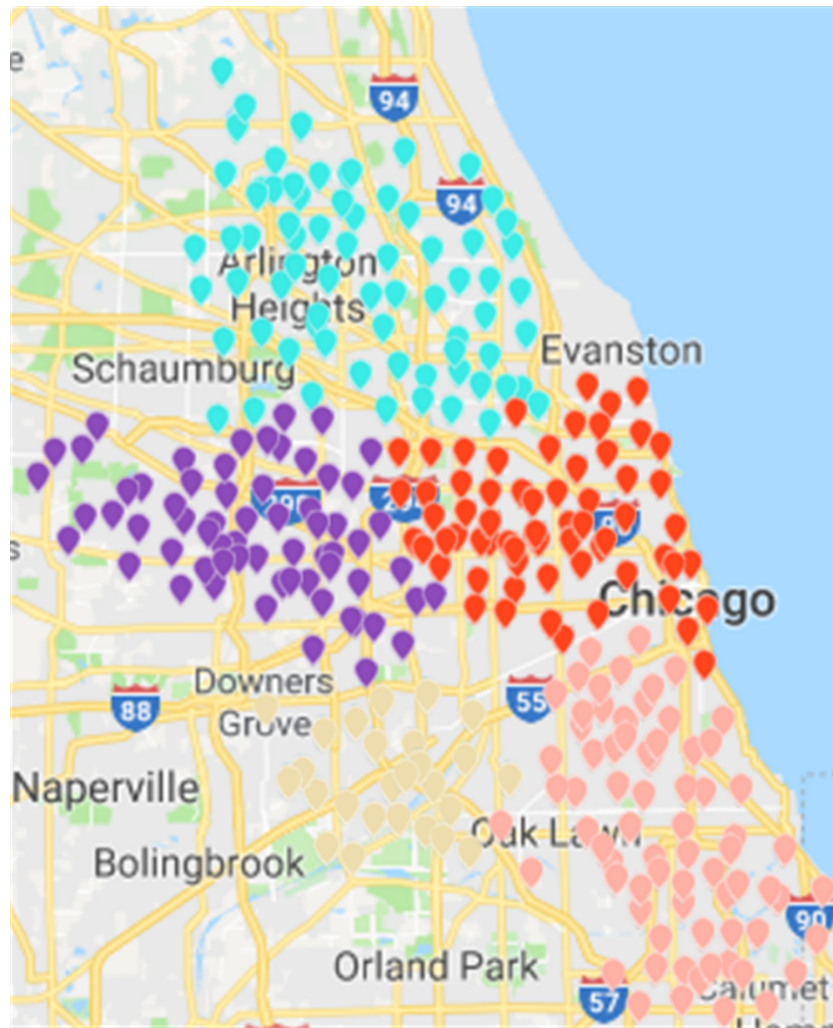 e
94
94
Arlington
Heights
Evanston
Schaumburg
290
s
Chicago
Downers
Grove
88
55
Naperville
Oak Lawn
Bolingbrook
90
Orland Park
57
Calumet